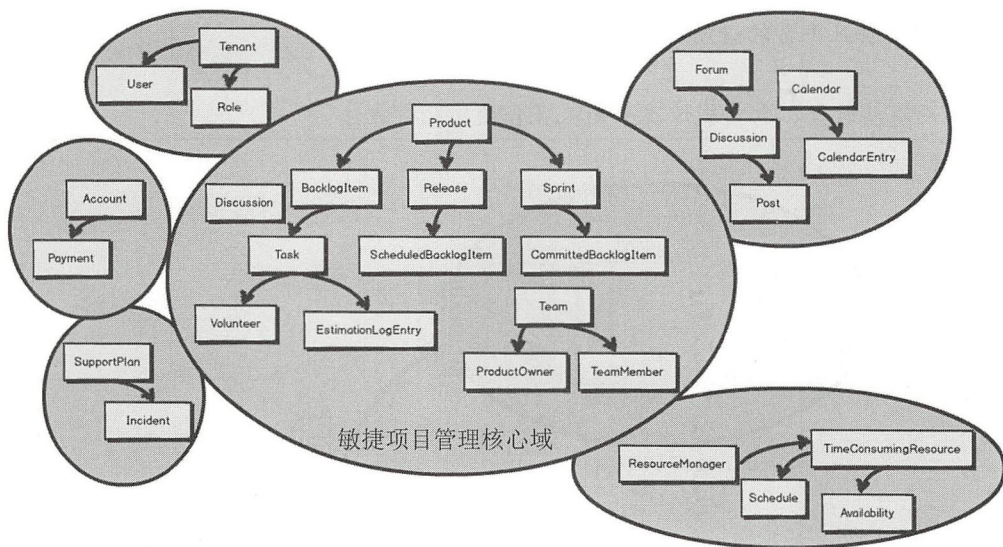 Tenant
User
Role
Forum
Calendar
Discussion
CalendarEntry
Post
Product
BacklogItem
Release
Sprint
Discussion
Task
ScheduledBacklogItem
CommittedBacklogItem
Volunteer
EstimationLogEntry
Team
ProductOwner
TeamMember
敏捷项目管理核心域
Account
Payment
SupportPlan
Incident
ResourceManager
TimeConsumingResource
Schedule
Availability